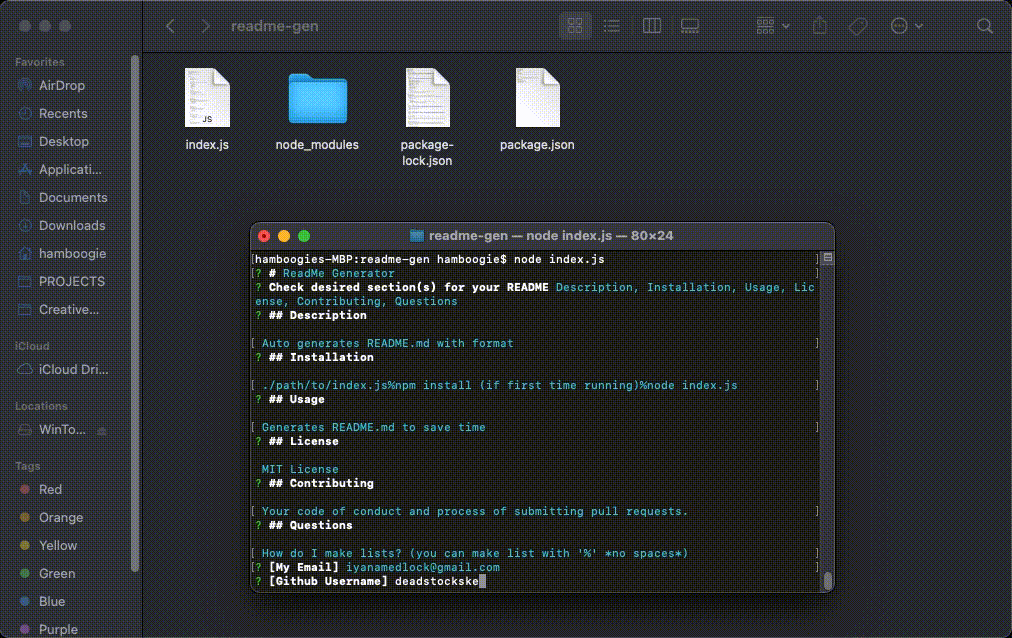 readme-gen
Favorites
AirDrop
Recents
Desktop
Applicati...
Documents
Downloads
hamboogie
PROJECTS
Creative...
iCloud
iCloud Dri...
Locations
WinTo...
Tags
Red
Orange
Yellow
Green
Blue
Purple
JS
index.js
node_modules
package-
lock.json
package.json
readme-gen — node index.js — 80×24
[hamboogies-MBP:readme-gen hamboogie$ node index.js ]
[? # ReadMe Generator ]
? Check desired section(s) for your README Description, Installation, Usage, Lic
ense, Contributing, Questions
? ## Description
[ Auto generates README.md with format ]
? ## Installation
[ ./path/to/index.js%npm install (if first time running)%node index.js ]
? ## Usage
[ Generates README.md to save time ]
? ## License
MIT License
? ## Contributing
[ Your code of conduct and process of submitting pull requests. ]
? ## Questions
[ How do I make lists? (you can make list with '%' *no spaces*) ]
[? [My Email] iyanamedlock@gmail.com ]
? [Github Username] deadstockske